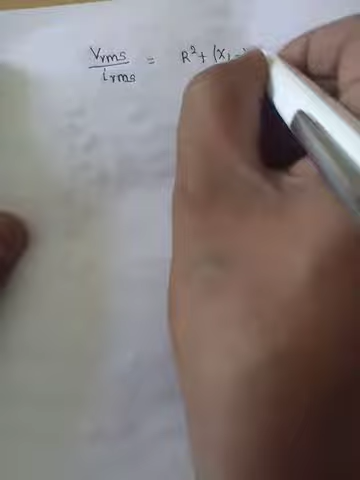 Vrms
irms = R² + (X